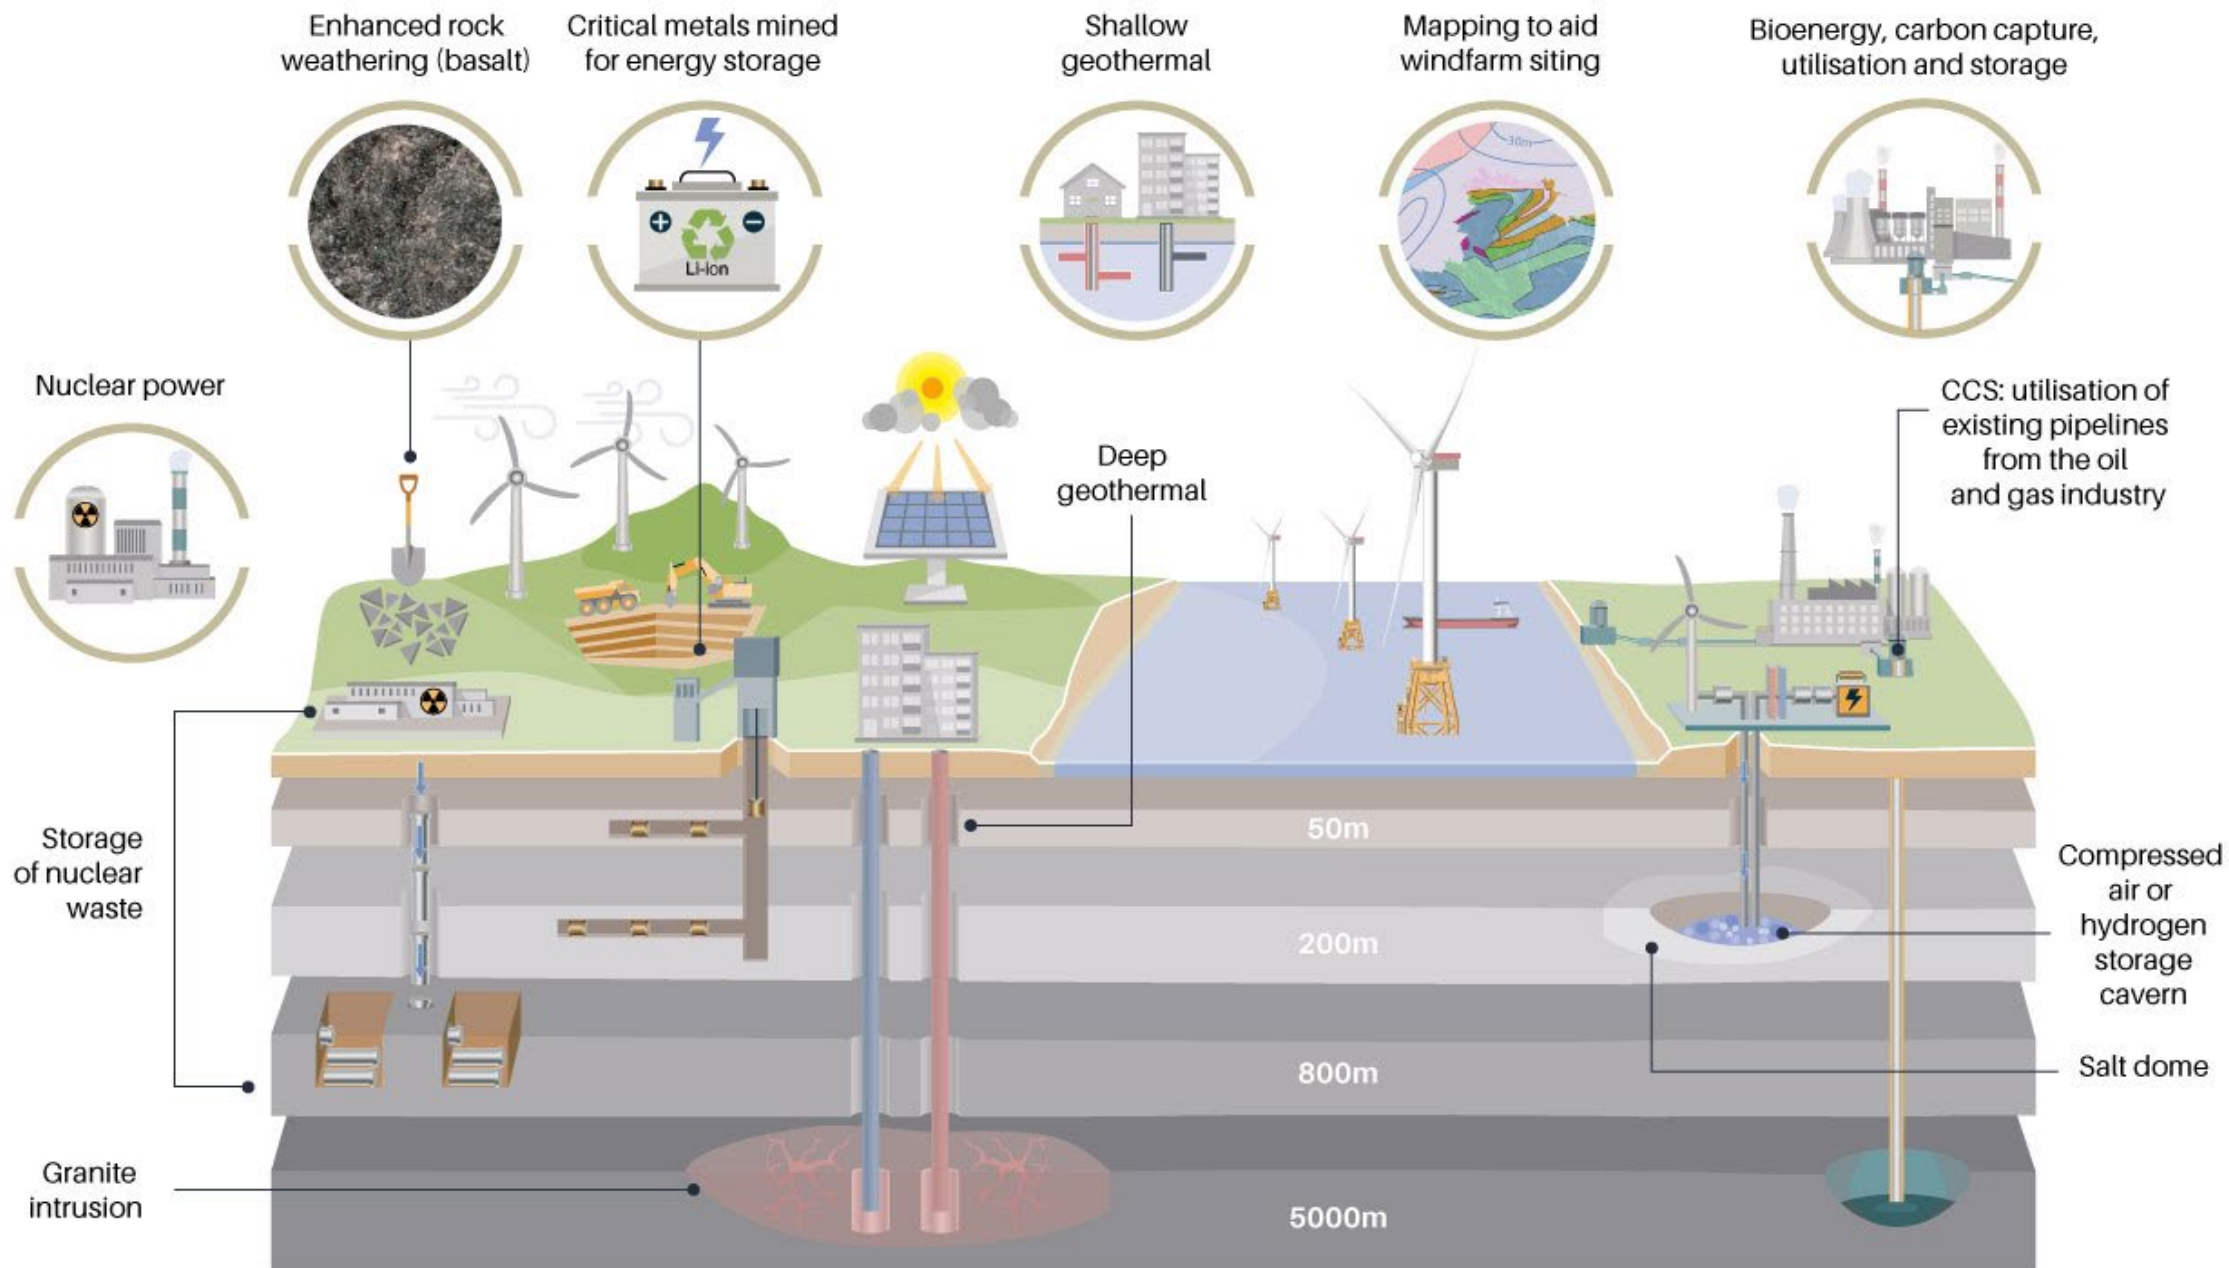 Enhanced rock
weathering (basalt)
Critical metals mined
for energy storage
Shallow
geothermal
Mapping to aid
windfarm siting
Bioenergy, carbon capture,
utilisation and storage
30m
Li-ion
Nuclear power
CCS: utilisation of
existing pipelines
from the oil
and gas industry
Deep
geothermal
50m
Storage
of nuclear
waste
Compressed
air or
hydrogen
storage
cavern
200m
800m
Salt dome
Granite
intrusion
5000m